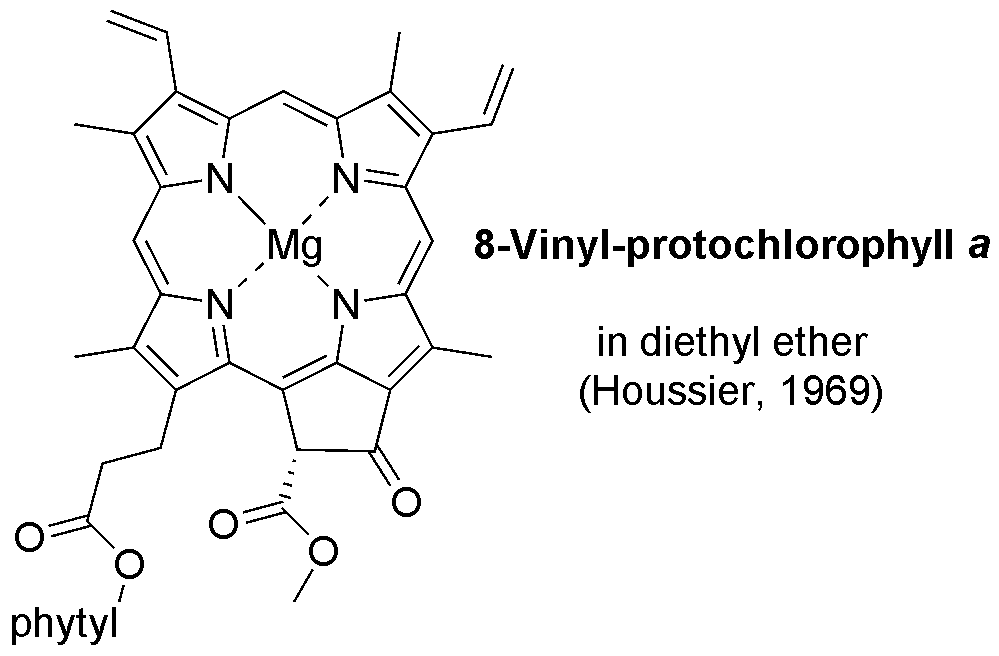 N
N
Mg
8-Vinyl-protochlorophyll a
N
N
in diethyl ether
(Houssier, 1969)
O
O
O
O
O
phytyl